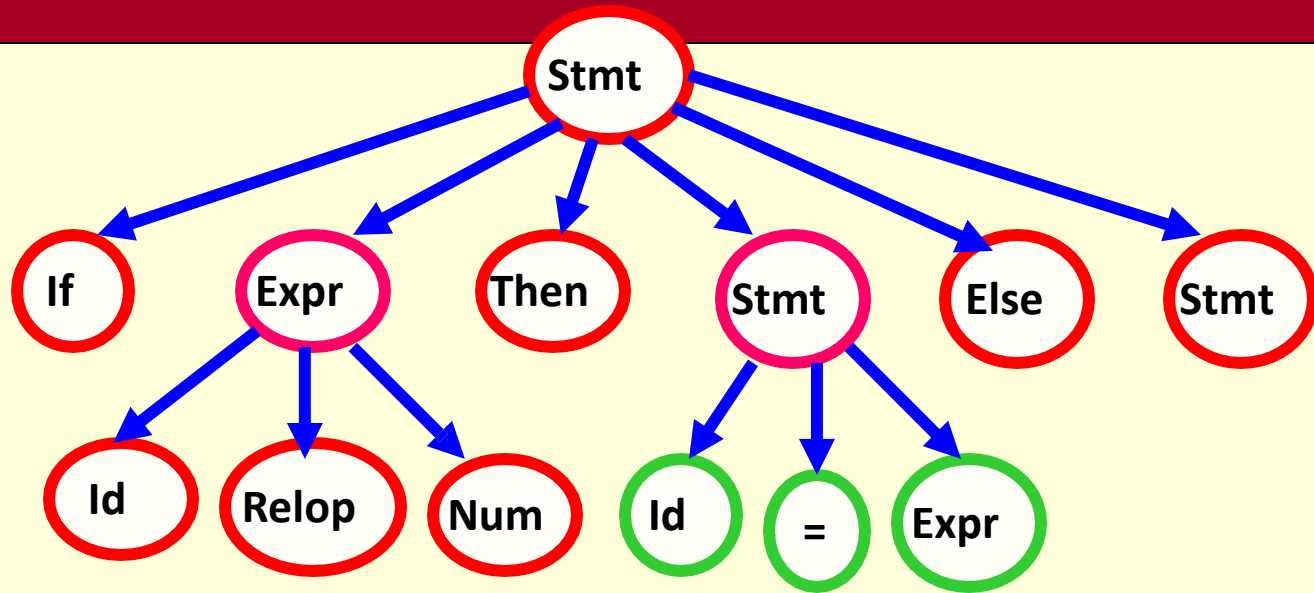 Stmt
If
Expr
Then
Stmt
Else
Stmt
Id
Relop
Num
Id
=
Expr